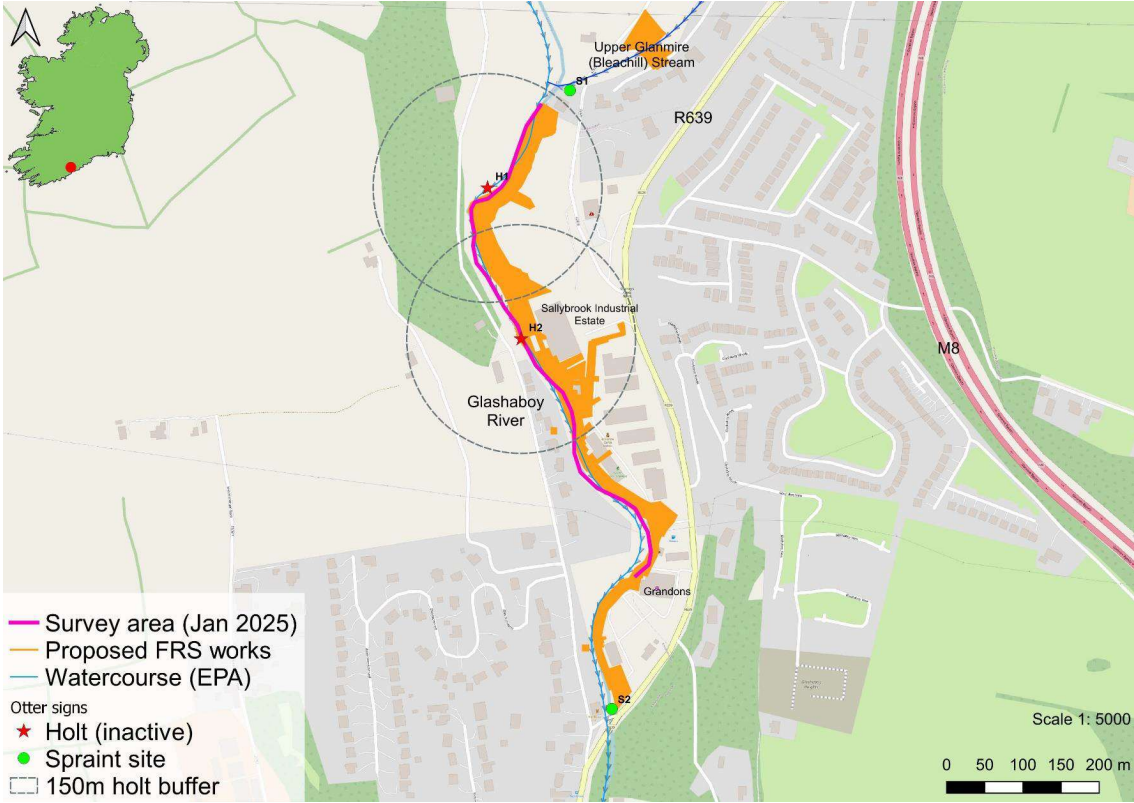 Upper Glanmire
(Bleachill) Stream
S1
R639
H1
Sallybrook Industrial
Estate
H2
M8
Glashaboy
River
Grandons
S2
Survey area (Jan 2025)
Proposed FRS works
Watercourse (EPA)
Otter signs
Holt (inactive)
Spraint site
150m holt buffer
Scale 1: 5000
0 50 100 150 200 m